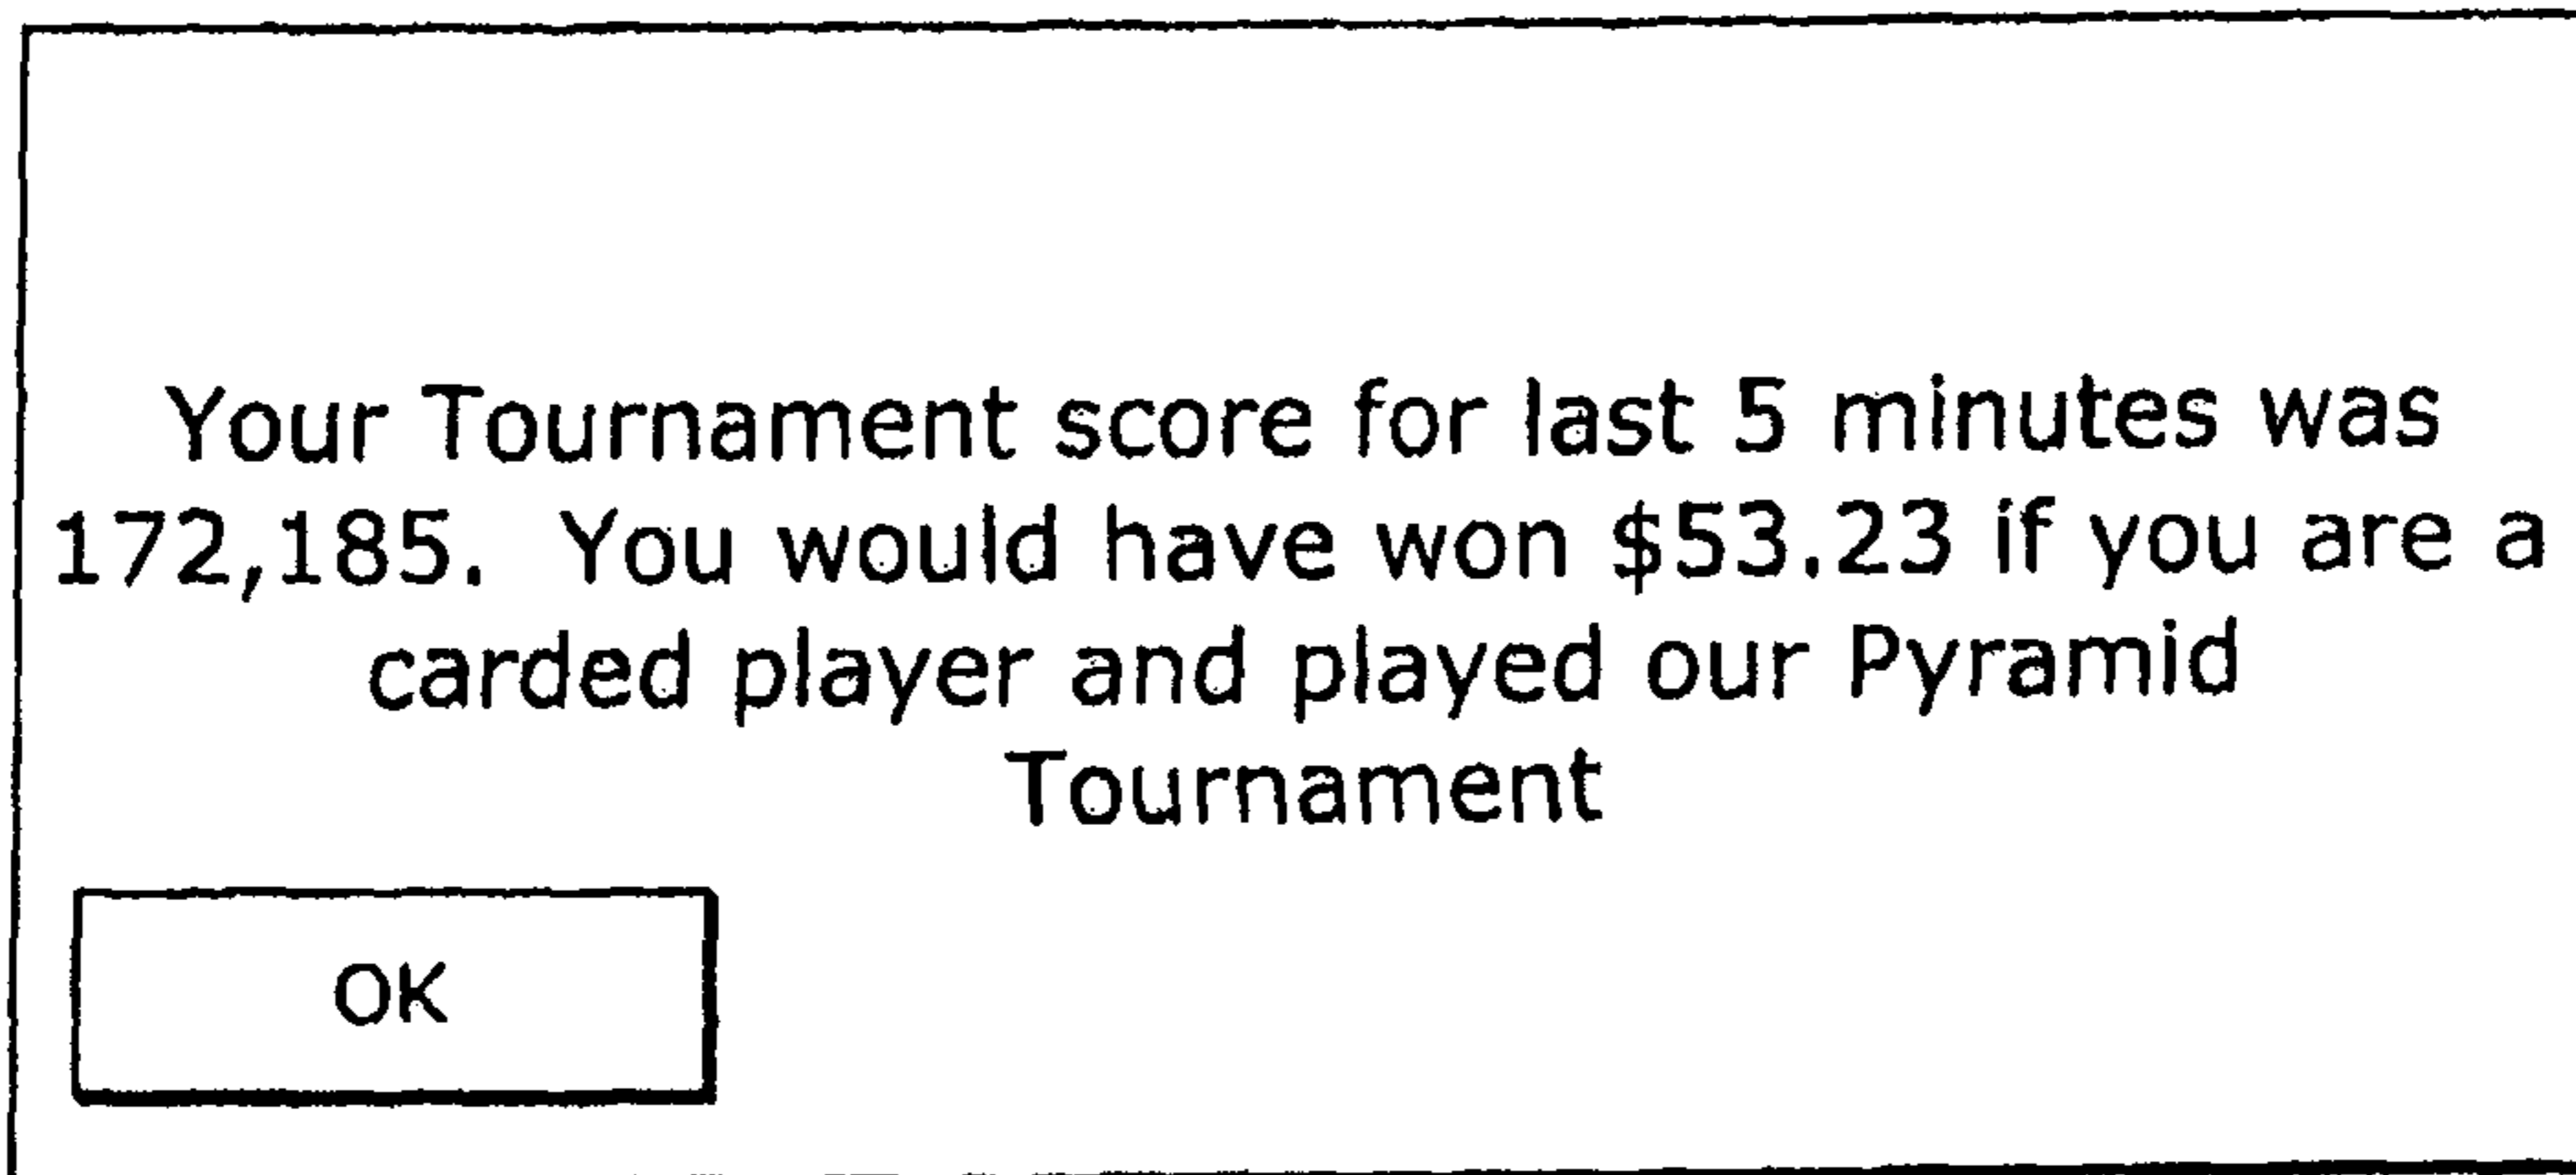 Your Tournament score for last 5 minutes was
172,185. You would have won $53.23 if you are a
carded player and played our Pyramid
Tournament
OK